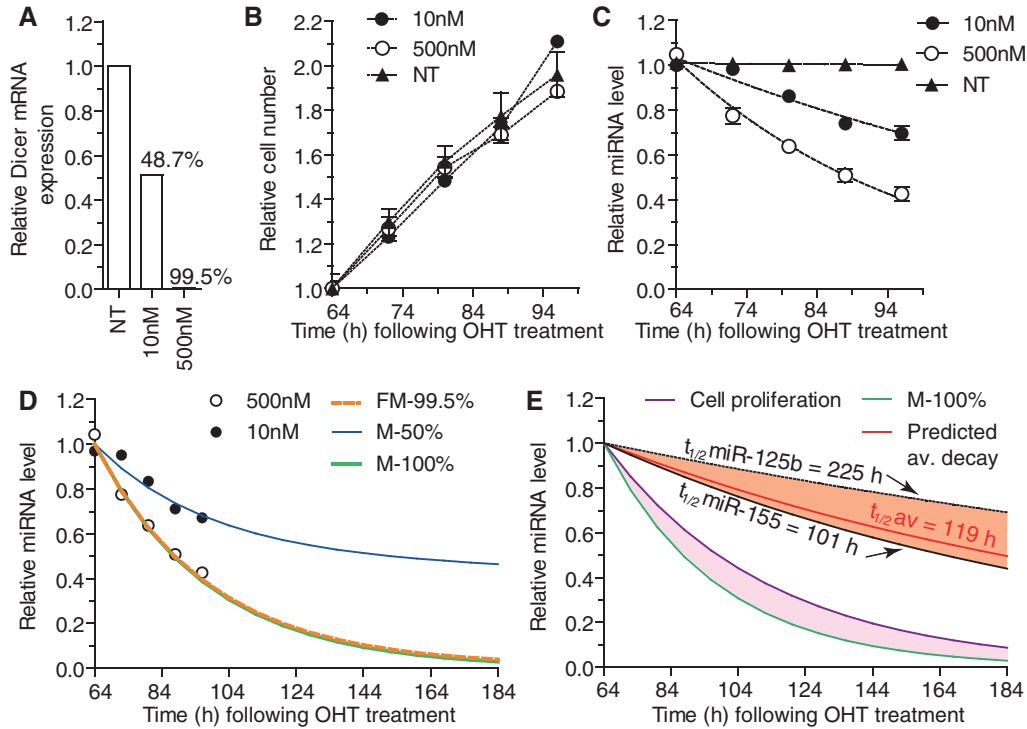 A
1.2
1.0
0.8
0.6
0.4
0.2
0.0
Relative Dicer mRNA
expression
48.7%
99.5%
NT
10nM
500nM
B
10nM
500nM
NT
2.0
1.8
1.6
1.4
1.2
1.0
Relative cell number
64 74 84 94
Time (h) following OHT treatment
C
10nM
500nM
NT
1.2
1.0
0.8
0.6
0.4
0.2
0.0
Relative miRNA level
64 74 84 94
Time (h) following OHT treatment
D
500nM
10nM
FM-99.5%
M-50%
M-100%
1.2
1.0
0.8
0.6
0.4
0.2
0.0
Relative miRNA level
64 84 104 124 144 164 184
Time (h) following OHT treatment
E
Cell proliferation
M-100%
Predicted
av. decay
1.2
1.0
0.8
0.6
0.4
0.2
0.0
Relative miRNA level
t1/2 miR-125b = 225 h
t1/2 miR-155 = 101 h
t1/2 av = 119 h
64 84 104 124 144 164 184
Time (h) following OHT treatment